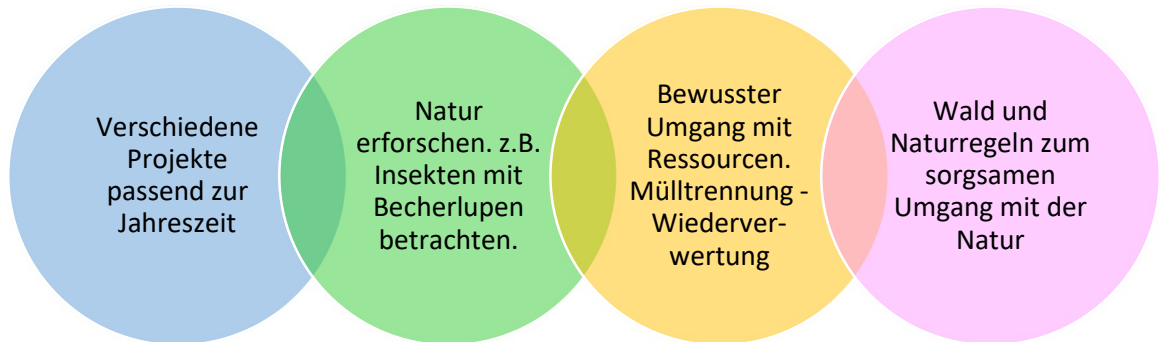 Verschiedene
Projekte
passend zur
Jahreszeit
Natur
erforschen. z.B.
Insekten mit
Becherlupen
betrachten.
Bewusster
Umgang mit
Ressourcen.
Mülltrennung -
Wiederver-
wertung
Wald und
Naturregeln zum
sorgsamen
Umgang mit der
Natur